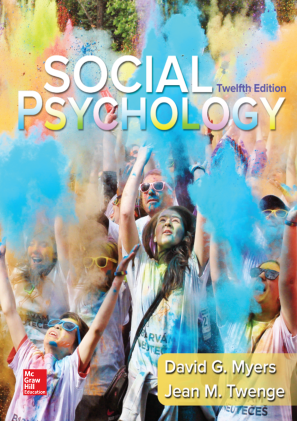 SOCIAL
Twelfth Edition
PSYCHOLOGY
Mc
Graw
Hill
Education
David G. Myers
Jean M. Twenge